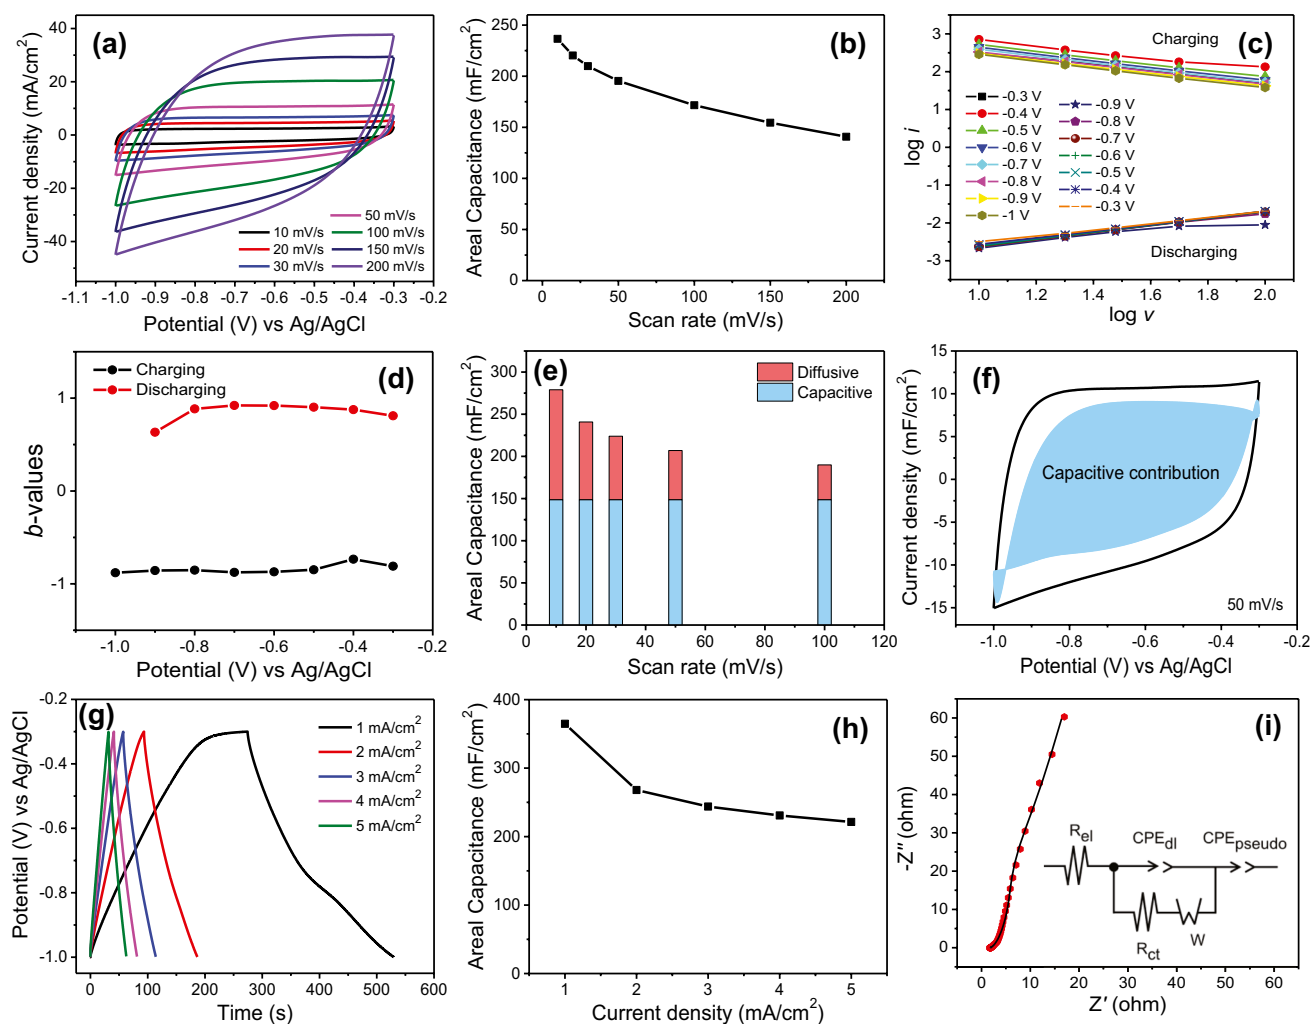 (a)
Current density (mA/cm²)
40
20
0
-20
-40
50 mV/s
10 mV/s
100 mV/s
20 mV/s
150 mV/s
30 mV/s
200 mV/s
-1.1 -1.0 -0.9 -0.8 -0.7 -0.6 -0.5 -0.4 -0.3 -0.2
Potential (V) vs Ag/AgCl
(b)
Areal Capacitance (mF/cm²)
250
200
150
100
50
0
0 50 100 150 200
Scan rate (mV/s)
(c)
Charging
log i
3
2
1
0
-1
-2
-3
-0.3 V
-0.4 V
-0.5 V
-0.6 V
-0.7 V
-0.8 V
-0.9 V
-1 V
-0.9 V
-0.8 V
-0.7 V
-0.6 V
-0.5 V
-0.4 V
-0.3 V
Discharging
1.0 1.2 1.4 1.6 1.8 2.0
log v
(d)
Charging
Discharging
b-values
1
0
-1
-1.0 -0.8 -0.6 -0.4 -0.2
Potential (V) vs Ag/AgCl
(e)
Diffusive
Capacitive
Areal Capacitance (mF/cm²)
300
250
200
150
100
50
0
0 20 40 60 80 100 120
Scan rate (mV/s)
(f)
Current density (mF/cm²)
15
10
5
0
-5
-10
-15
Capacitive contribution
50 mV/s
-1.0 -0.8 -0.6 -0.4 -0.2
Potential (V) vs Ag/AgCl
(g)
Potential (V) vs Ag/AgCl
-0.2
-0.4
-0.6
-0.8
-1.0
1 mA/cm²
2 mA/cm²
3 mA/cm²
4 mA/cm²
5 mA/cm²
0 100 200 300 400 500 600
Time (s)
(h)
Areal Capacitance (mF/cm²)
400
300
200
100
0
1 2 3 4 5
Current density (mA/cm²)
(i)
-Z″ (ohm)
60
50
40
30
20
10
0
R_el
CPE_dl
CPE_pseudo
R_ct
W
0 10 20 30 40 50 60
Z′ (ohm)